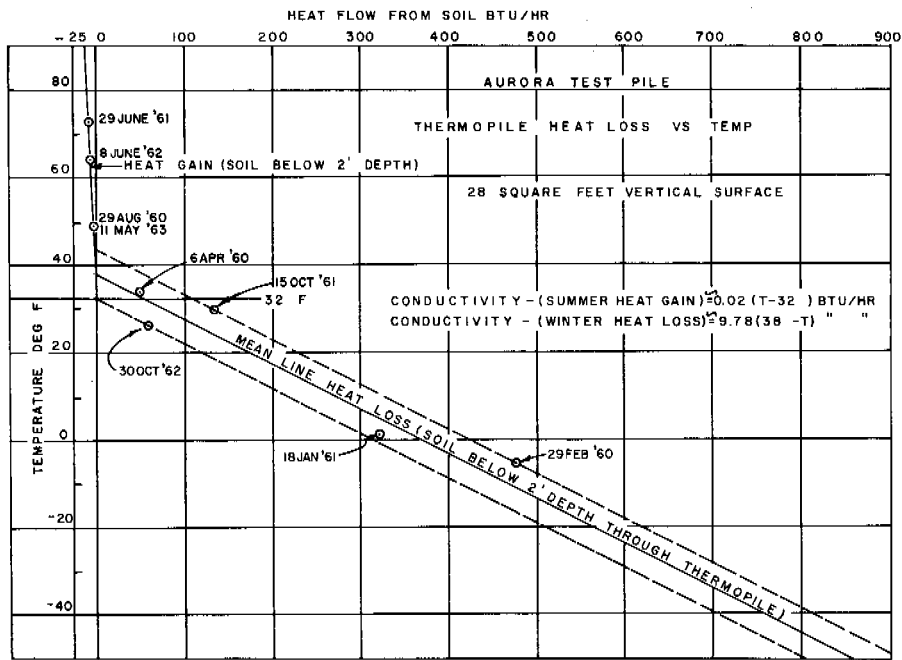 HEAT FLOW FROM SOIL BTU/HR
-25 0 100 200 300 400 500 600 700 800 900
AURORA TEST PILE
THERMOPILE HEAT LOSS VS TEMP
28 SQUARE FEET VERTICAL SURFACE
80
29 JUNE '61
8 JUNE '62
HEAT GAIN (SOIL BELOW 2' DEPTH)
60
29 AUG '60
11 MAY '63
40
6 APR '60
15 OCT '61
32 F
CONDUCTIVITY - (SUMMER HEAT GAIN) ≈ 0.02 (T-32) BTU/HR
CONDUCTIVITY - (WINTER HEAT LOSS) ≈ 9.78 (38 -T) " "
20
30 OCT '62
MEAN LINE HEAT LOSS (SOIL BELOW 2' DEPTH THROUGH THERMOPILE)
0
18 JAN '61
29 FEB '60
-20
-40
TEMPERATURE DEG F